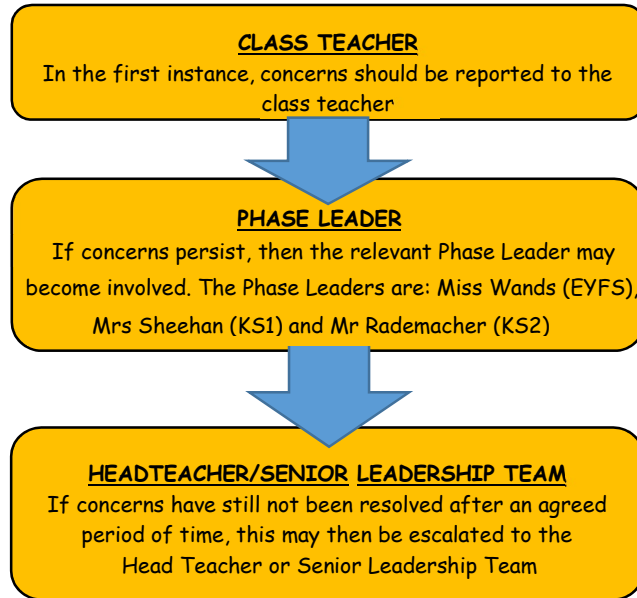 CLASS TEACHER
In the first instance, concerns should be reported to the
class teacher
PHASE LEADER
If concerns persist, then the relevant Phase Leader may
become involved. The Phase Leaders are: Miss Wands (EYFS),
Mrs Sheehan (KS1) and Mr Rademacher (KS2)
HEADTEACHER/SENIOR LEADERSHIP TEAM
If concerns have still not been resolved after an agreed
period of time, this may then be escalated to the
Head Teacher or Senior Leadership Team